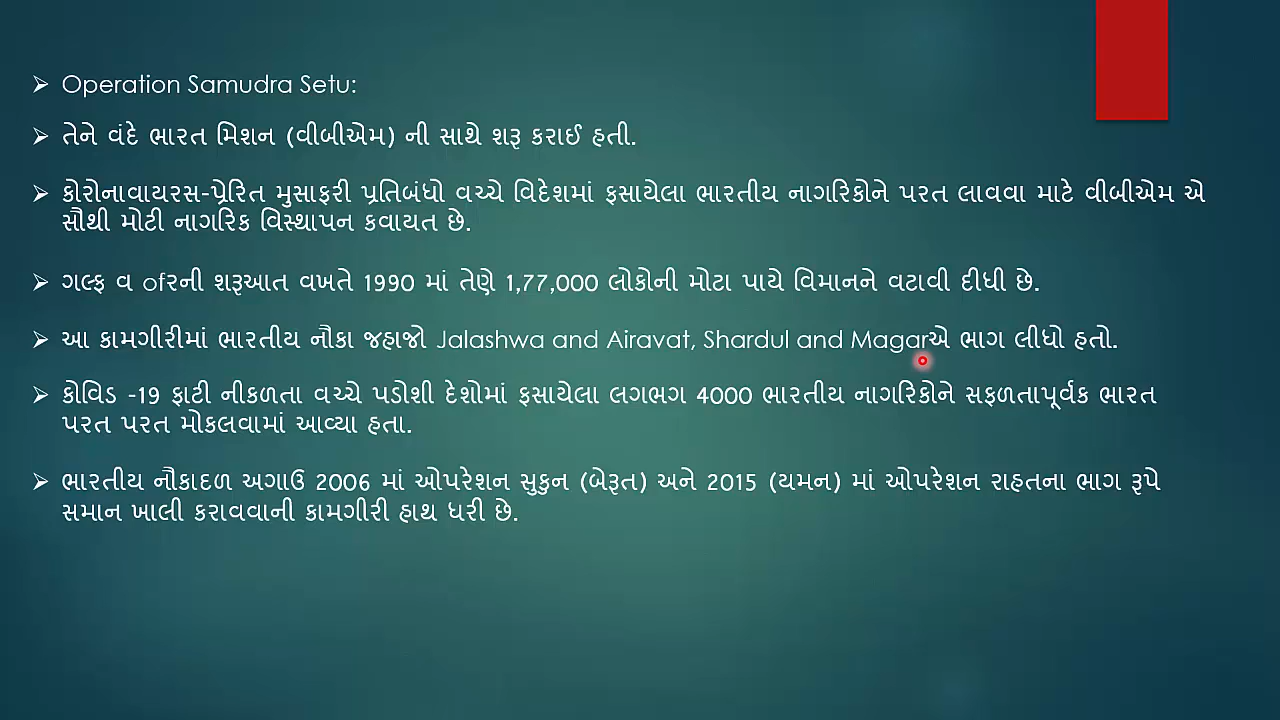 Operation Samudra Setu:
તેને વંદે ભારત મિશન (વીબીએમ) ની સાથે શરૂ કરાઈ હતી.
કોરોનાવાયરસ-પ્રેરિત મુસાફરી પ્રતિબંધો વચ્ચે વિદેશમાં ફસાયેલા ભારતીય નાગરિકોને પરત લાવવા માટે વીબીએમ એ
સૌથી મોટી નાગરિક વિસ્થાપન કવાયત છે.
ગલ્ફ વ ofરની શરૂઆત વખતે 1990 માં તેણે 1,77,000 લોકોની મોટા પાયે વિમાનને વટાવી દીધી છે.
આ કામગીરીમાં ભારતીય નૌકા જહાજો Jalashwa and Airavat, Shardul and Magarએ ભાગ લીધો હતો.
કોવિડ -19 ફાટી નીકળતા વચ્ચે પડોશી દેશોમાં ફસાયેલા લગભગ 4000 ભારતીય નાગરિકોને સફળતાપૂર્વક ભારત
પરત પરત મોકલવામાં આવ્યા હતા.
ભારતીય નૌકાદળ અગાઉ 2006 માં ઓપરેશન સુકુન (બેરૂત) અને 2015 (યમન) માં ઓપરેશન રાહતના ભાગ રૂપે
સમાન ખાલી કરાવવાની કામગીરી હાથ ધરી છે.